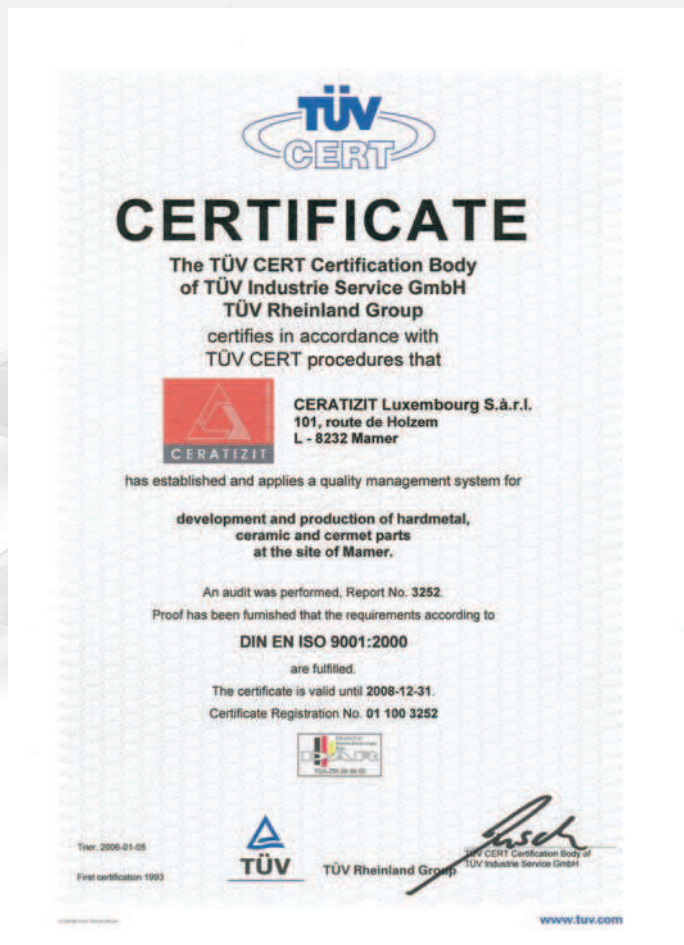 TÜV
CERT
CERTIFICATE
The TÜV CERT Certification Body
of TÜV Industrie Service GmbH
TÜV Rheinland Group
certifies in accordance with
TÜV CERT procedures that
CERATIZIT
CERATIZIT Luxembourg S.à.r.l.
101, route de Holzem
L - 8232 Mamer
has established and applies a quality management system for
development and production of hardmetal,
ceramic and cermet parts
at the site of Mamer.
An audit was performed, Report No. 3252.
Proof has been furnished that the requirements according to
DIN EN ISO 9001:2000
are fulfilled.
The certificate is valid until 2008-12-31.
Certificate Registration No. 01 100 3252
DAR
Trier, 2006-01-05
First certification 1993
TÜV
TÜV Rheinland Group
TÜV CERT Certification Body of
TÜV Industrie Service GmbH
www.tuv.com